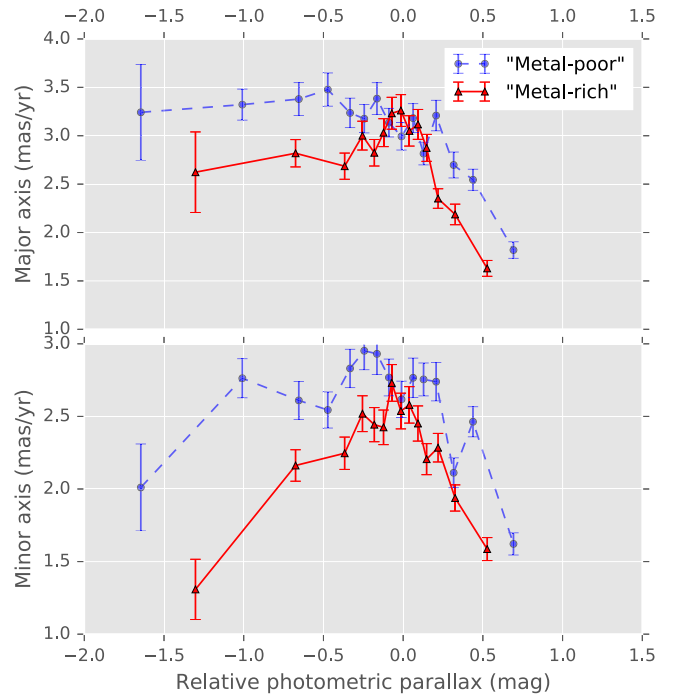 −2.0 −1.5 −1.0 −0.5 0.0 0.5 1.0 1.5
4.0
"Metal-poor"
"Metal-rich"
3.5
3.0
2.5
2.0
1.5
1.0
Major axis (mas/yr)
3.0
2.5
2.0
1.5
1.0
Minor axis (mas/yr)
−2.0 −1.5 −1.0 −0.5 0.0 0.5 1.0 1.5
Relative photometric parallax (mag)